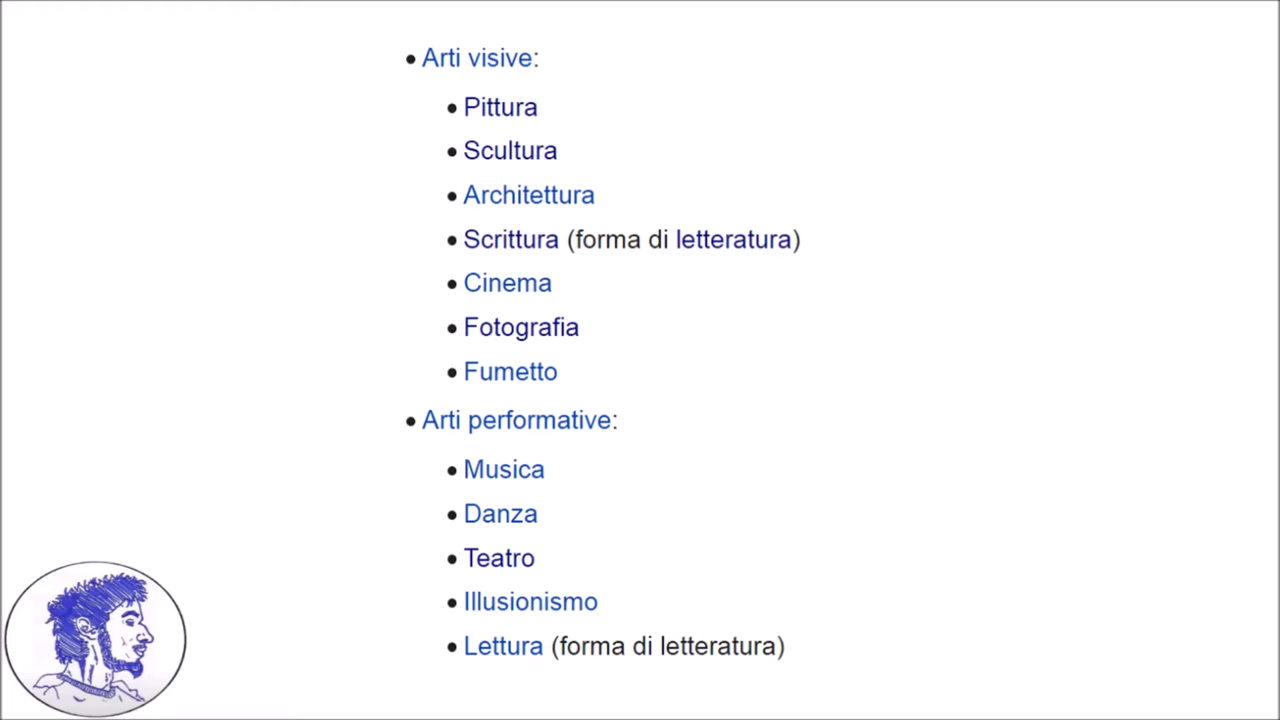 Arti visive:
Pittura
Scultura
Architettura
Scrittura (forma di letteratura)
Cinema
Fotografia
Fumetto
Arti performative:
Musica
Danza
Teatro
Illusionismo
Lettura (forma di letteratura)